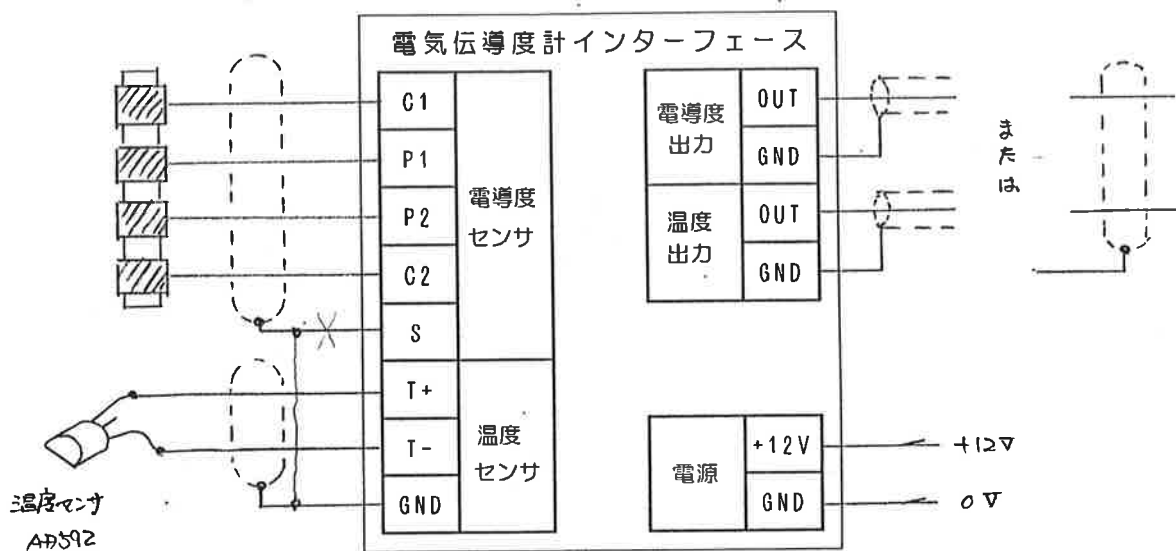 電気伝導度計インターフェース
C1
P1
P2
C2
S
電導度
センサ
T+
T-
GND
温度
センサ
電導度
出力
OUT
GND
温度
出力
OUT
GND
または
電源
+12V
GND
+12V
0V
温度センサ
AD592